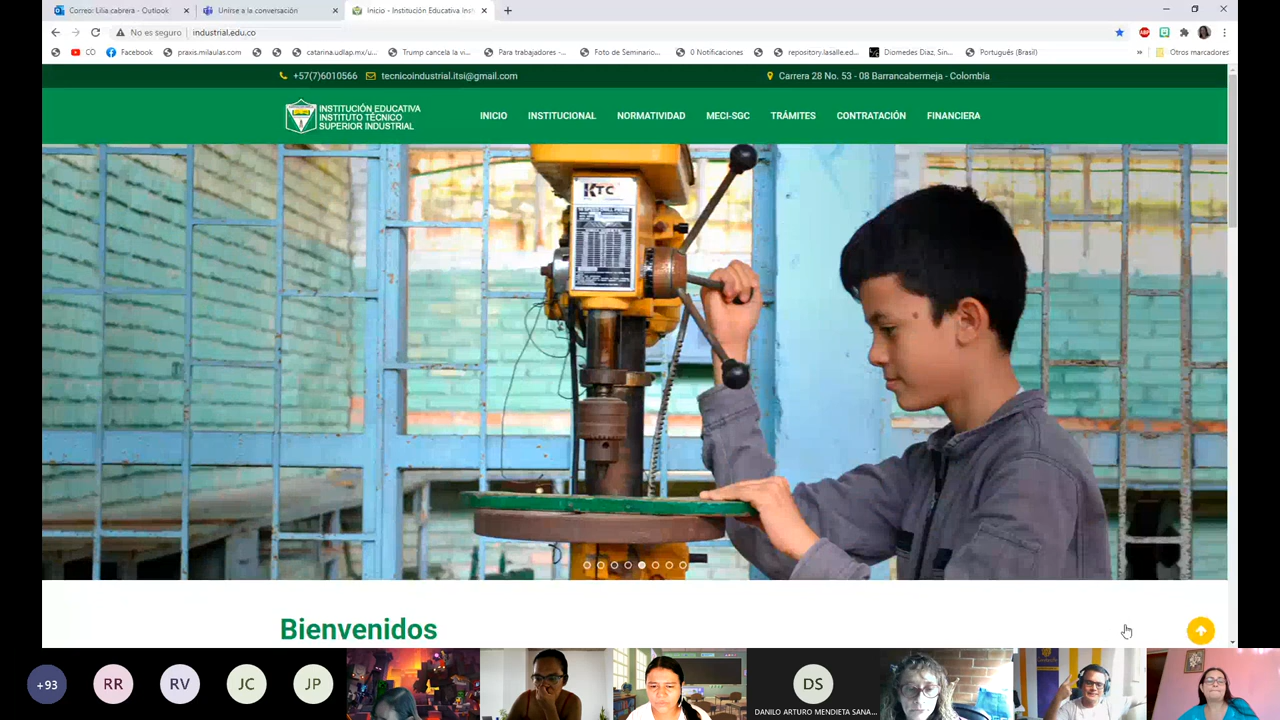 Correo: Lilia.cabrera - Outlook
Unirse a la conversación
Inicio - Institución Educativa Inst
No es seguro
industrial.edu.co
CO
Facebook
praxis.milaulas.com
catarina.udlap.mx/u...
Trump cancela la vi...
Para trabajadores -...
Foto de Seminario...
0 Notificaciones
repository.lasalle.ed...
Diomedes Diaz, Sin...
Português (Brasil)
»
Otros marcadores
+57(7)6010566
tecnicoindustrial.itsi@gmail.com
Carrera 28 No. 53 - 08 Barrancabermeja - Colombia
INSTITUCIÓN EDUCATIVA
INSTITUTO TÉCNICO
SUPERIOR INDUSTRIAL
INICIO
INSTITUCIONAL
NORMATIVIDAD
MECI-SGC
TRÁMITES
CONTRATACIÓN
FINANCIERA
KTC
Bienvenidos
+93
RR
RV
JC
JP
DS
DANILO ARTURO MENDIETA SANA...